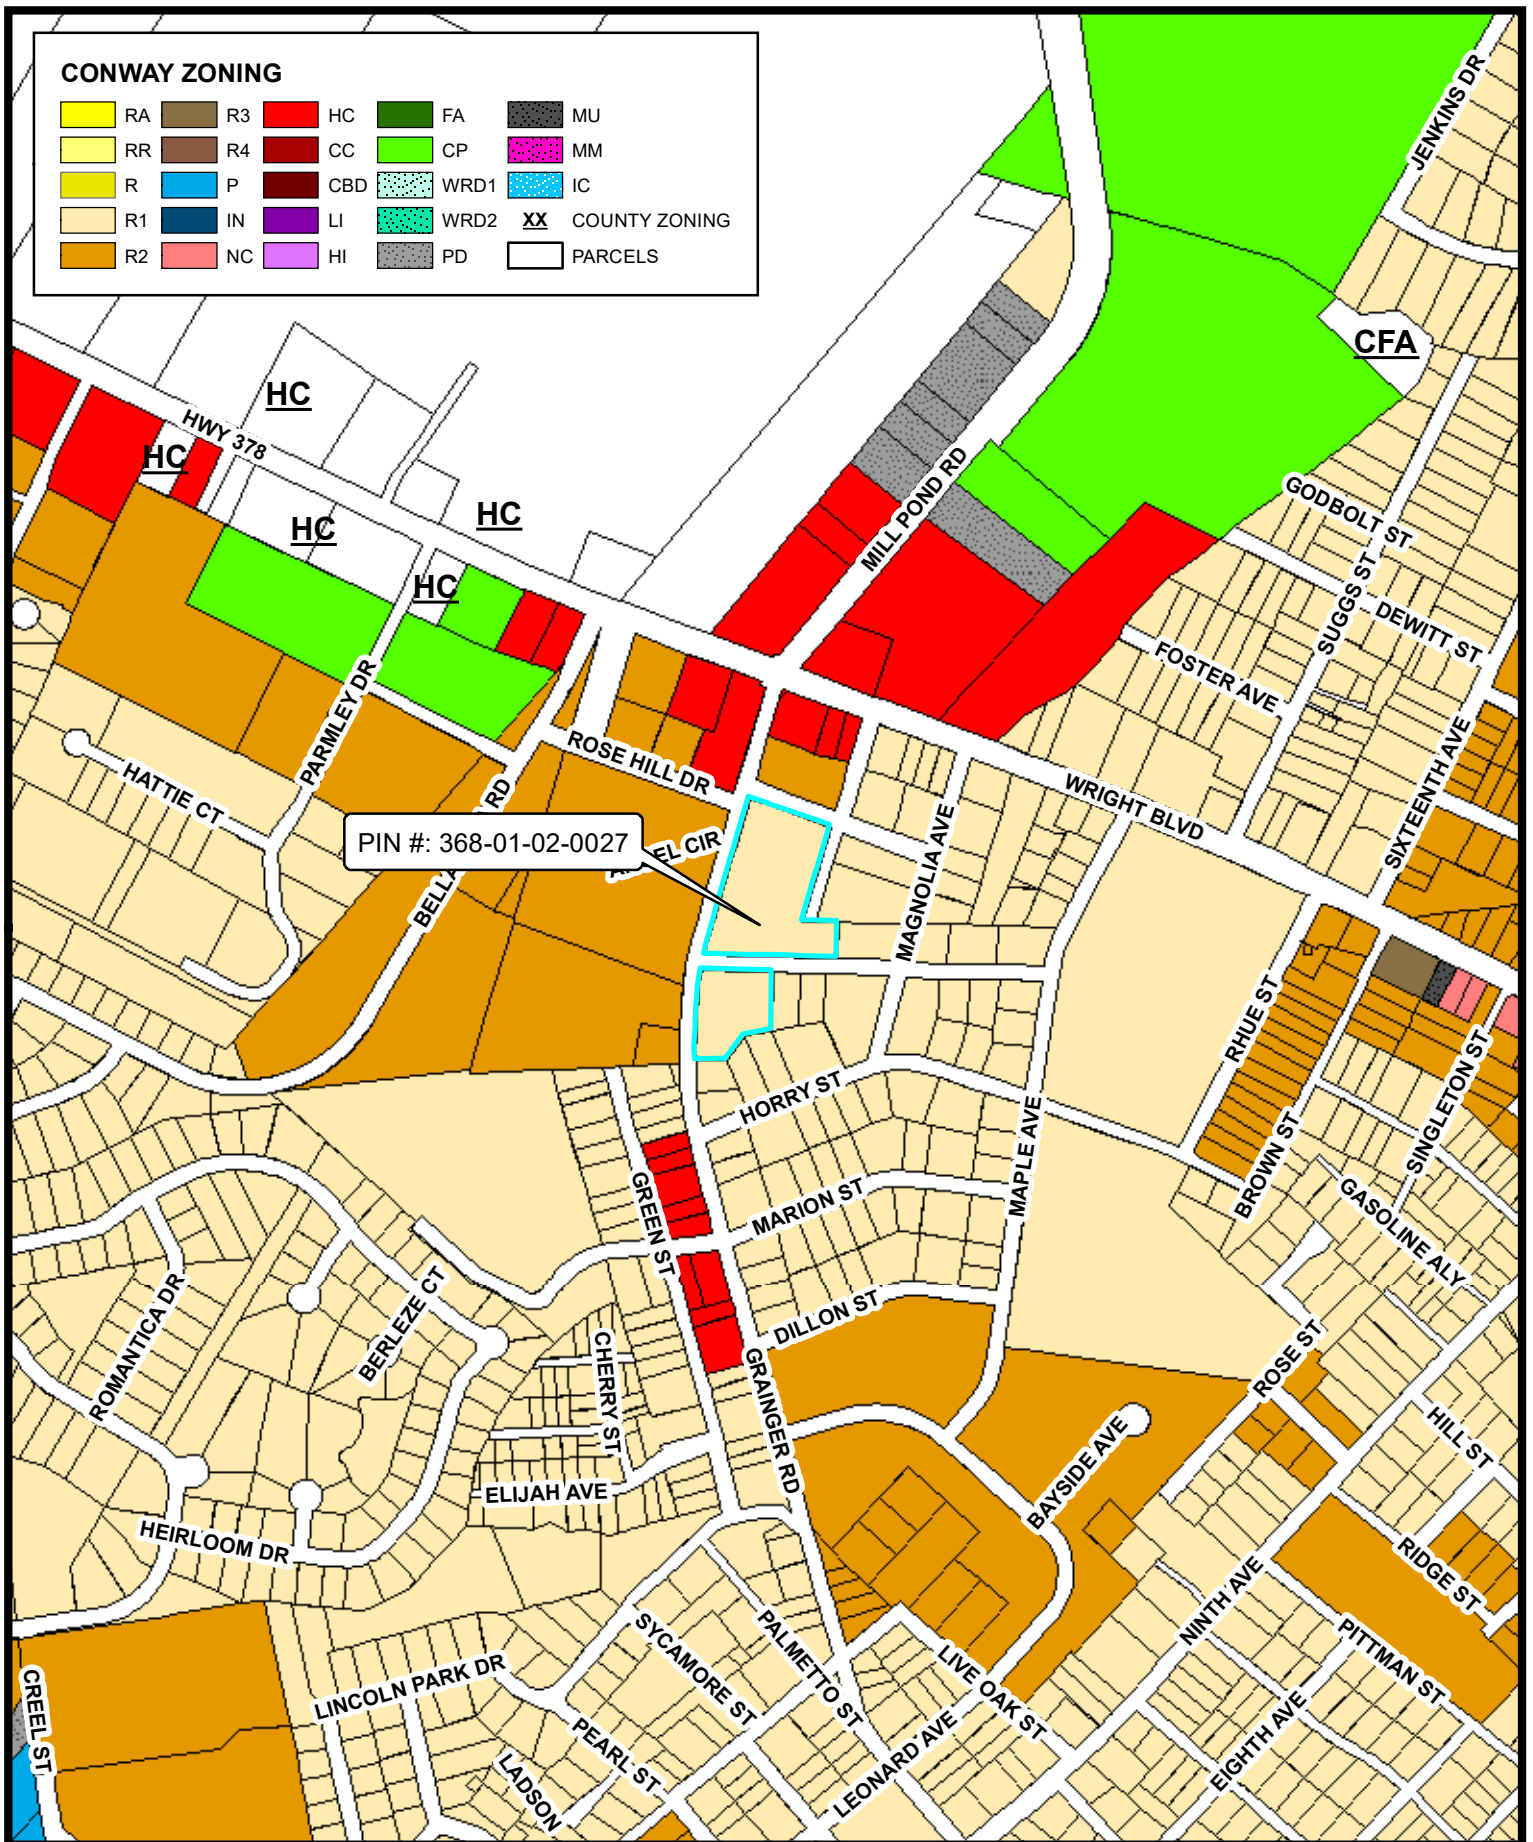 CONWAY ZONING
RA
R3
HC
FA
MU
RR
R4
CC
CP
MM
R
P
CBD
WRD1
IC
R1
IN
LI
WRD2
XX
COUNTY ZONING
R2
NC
HI
PD
PARCELS
JENKINS DR
CFA
HC
HWY 378
HC
HC
HC
HC
MILL POND RD
GODBOLT ST
SUGGS ST
DEWITT ST
FOSTER AVE
PARMLEY DR
ROSE HILL DR
HATTIE CT
WRIGHT BLVD
SIXTEENTH AVE
PIN #: 368-01-02-0027
EL CIR
BELL
RD
MAGNOLIA AVE
RHUE ST
SINGLETON ST
HORRY ST
MAPLE AVE
BROWN ST
GREEN ST
MARION ST
GASOLINE ALY
ROMANTICA DR
BERLEZE CT
DILLON ST
CHERRY ST
GRAINGER RD
ROSE ST
HILL ST
BAYSIDE AVE
ELIJAH AVE
HEIRLOOM DR
RIDGE ST
NINTH AVE
PITTMAN ST
SYCAMORE ST
PALMETTO ST
LIVE OAK ST
LINCOLN PARK DR
CREEL ST
PEARL ST
LADSON
LEONARD AVE
EIGHTH AVE